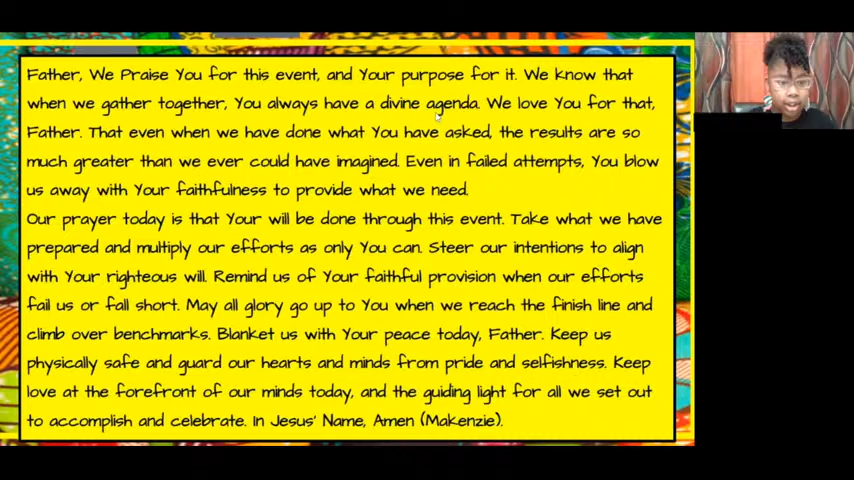 Father, We Praise You for this event, and Your purpose for it. We know that
when we gather together, You always have a divine agenda. We love You for that,
Father. That even when we have done what You have asked, the results are so
much greater than we ever could have imagined. Even in failed attempts, You blow
us away with Your faithfulness to provide what we need.
Our prayer today is that Your will be done through this event. Take what we have
prepared and multiply our efforts as only You can. Steer our intentions to align
with Your righteous will. Remind us of Your faithful provision when our efforts
fail us or fall short. May all glory go up to You when we reach the finish line and
climb over benchmarks. Blanket us with Your peace today, Father. Keep us
physically safe and guard our hearts and minds from pride and selfishness. Keep
love at the forefront of our minds today, and the guiding light for all we set out
to accomplish and celebrate. In Jesus' Name, Amen (Makenzie).